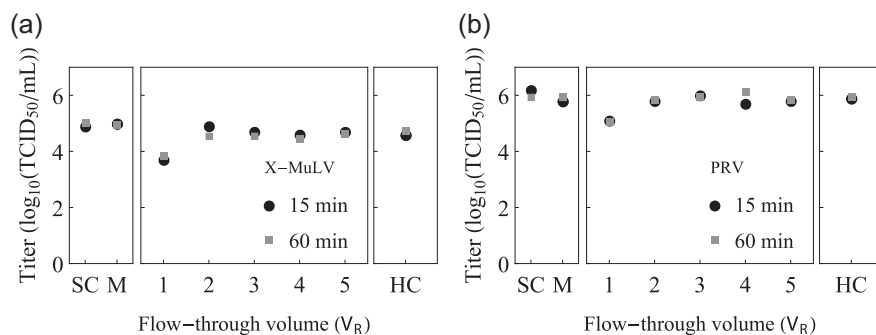 (a)
Titer (log₁₀(TCID₅₀/mL))
6
4
2
0
X–MuLV
15 min
60 min
SC M 1 2 3 4 5 HC
Flow–through volume (V_R)
(b)
Titer (log₁₀(TCID₅₀/mL))
6
4
2
0
PRV
15 min
60 min
SC M 1 2 3 4 5 HC
Flow–through volume (V_R)